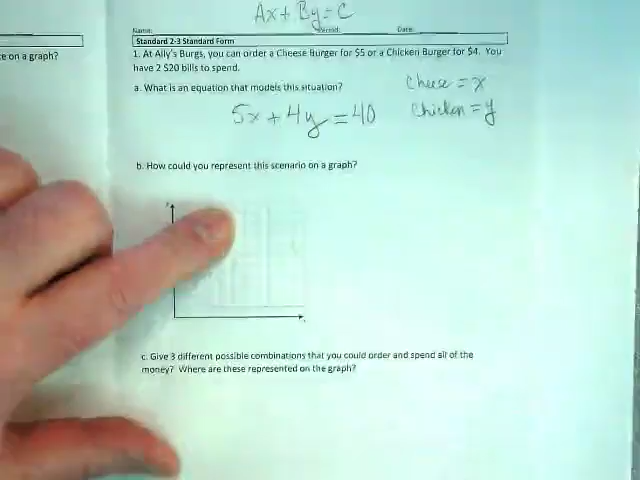 Ax + By = C
Name: Period: Date:
Standard 2-3 Standard Form
e on a graph?
1. At Ally's Burgs, you can order a Cheese Burger for $5 or a Chicken Burger for $4. You
have 2 $20 bills to spend.
a. What is an equation that models this situation?
Cheese = x
5x + 4y = 40
Chicken = y
b. How could you represent this scenario on a graph?
c. Give 3 different possible combinations that you could order and spend all of the
money? Where are these represented on the graph?